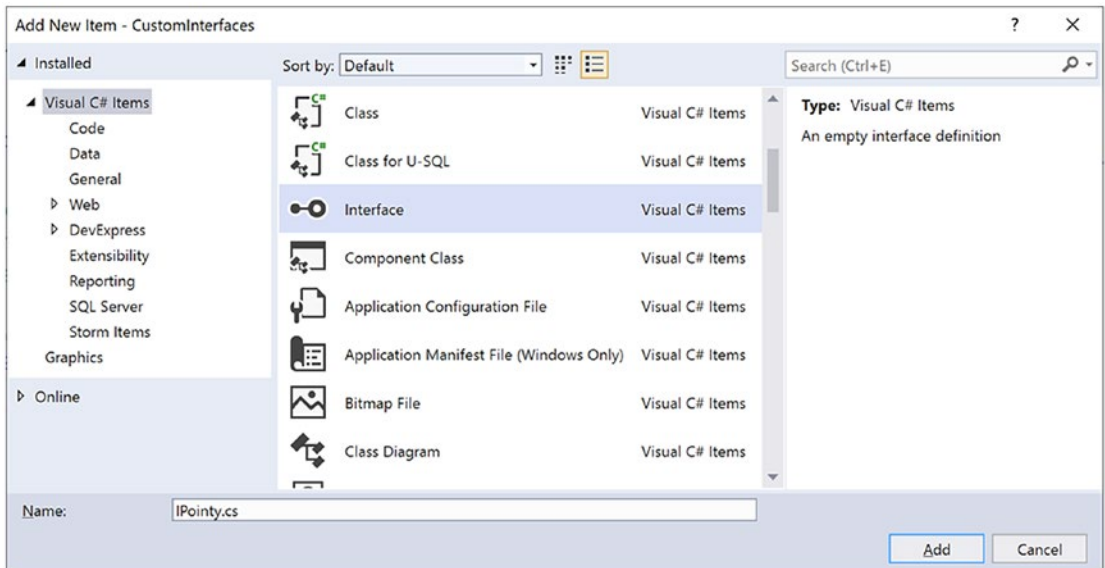 Add New Item - CustomInterfaces ? ×
Installed
Visual C# Items
Code
Data
General
Web
DevExpress
Extensibility
Reporting
SQL Server
Storm Items
Graphics
Online
Sort by: Default
C# Class Visual C# Items
C# Class for U-SQL Visual C# Items
Interface Visual C# Items
Component Class Visual C# Items
Application Configuration File Visual C# Items
Application Manifest File (Windows Only) Visual C# Items
Bitmap File Visual C# Items
Class Diagram Visual C# Items
Search (Ctrl+E)
Type: Visual C# Items
An empty interface definition
Name: IPointy.cs
Add Cancel